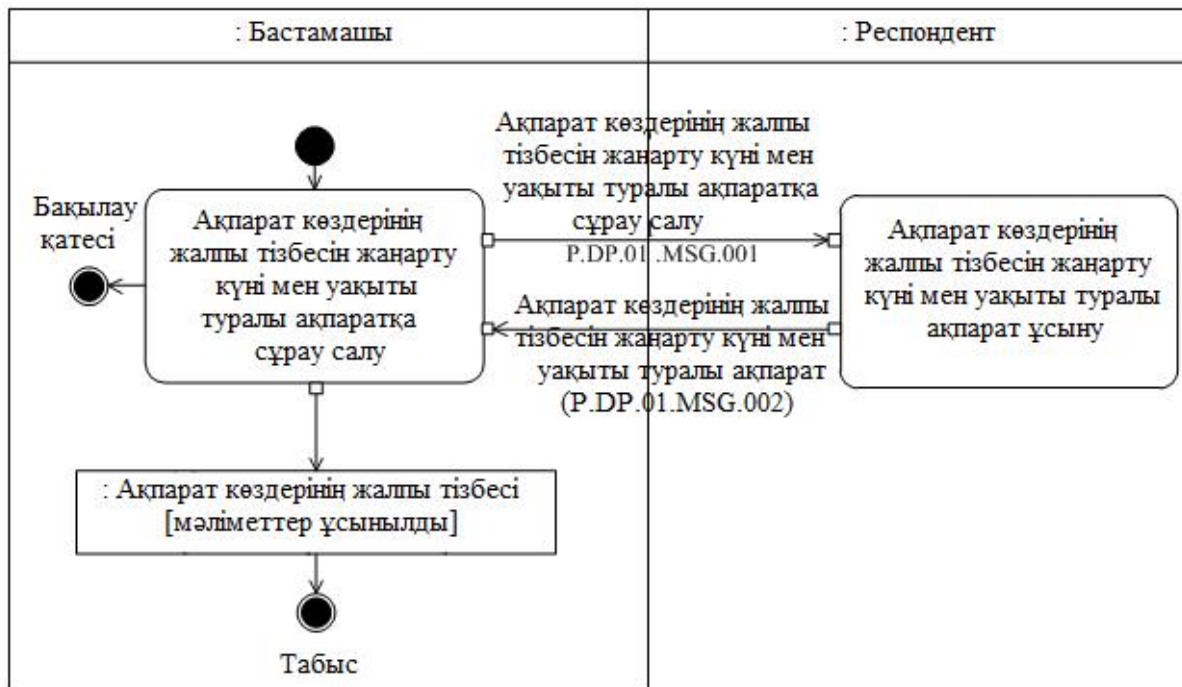 : Бастамашы
: Респондент
Ақпарат көздерінің жалпы
тізбесін жаңарту күні мен
уақыты туралы ақпаратқа
сұрау салу
P.DP.01 .MSG.001
Бақылау
қатесі
Ақпарат көздерінің
жалпы тізбесін жаңарту
күні мен уақыты
туралы ақпаратқа
сұрау салу
Ақпарат көздерінің
жалпы тізбесін жаңарту
күні мен уақыты туралы
ақпарат ұсыну
Ақпарат көздерінің жалпы
тізбесін жаңарту күні мен
уақыты туралы ақпарат
(P.DP.01.MSG.002)
: Ақпарат көздерінің жалпы тізбесі
[мәліметтер ұсынылды]
Табыс